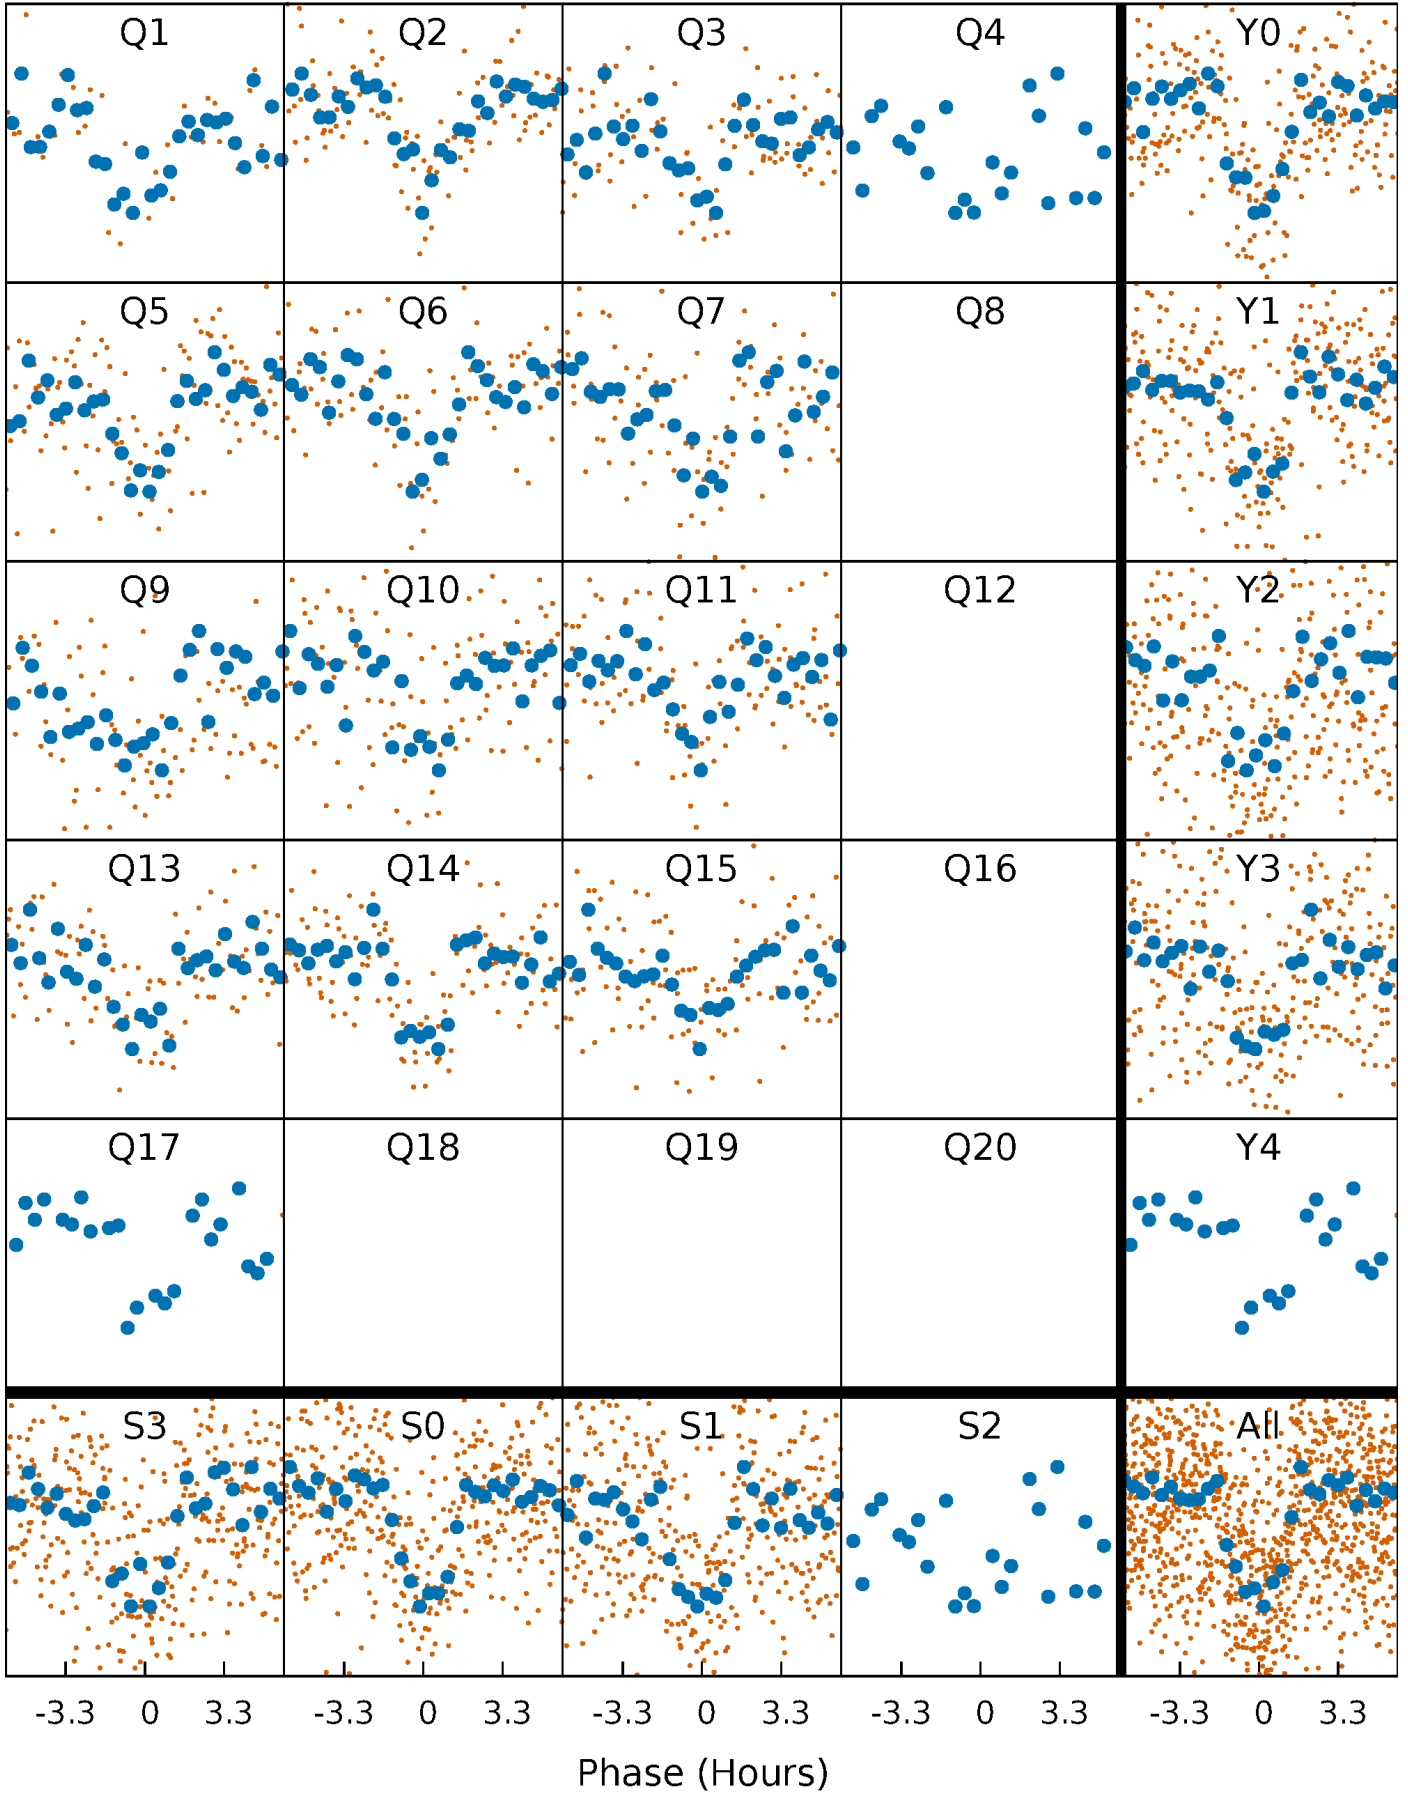 Q1 Q2 Q3 Q4 Y0
Q5 Q6 Q7 Q8 Y1
Q9 Q10 Q11 Q12 Y2
Q13 Q14 Q15 Q16 Y3
Q17 Q18 Q19 Q20 Y4
S3 S0 S1 S2 All
-3.3 0 3.3 -3.3 0 3.3 -3.3 0 3.3 -3.3 0 3.3 -3.3 0 3.3
Phase (Hours)